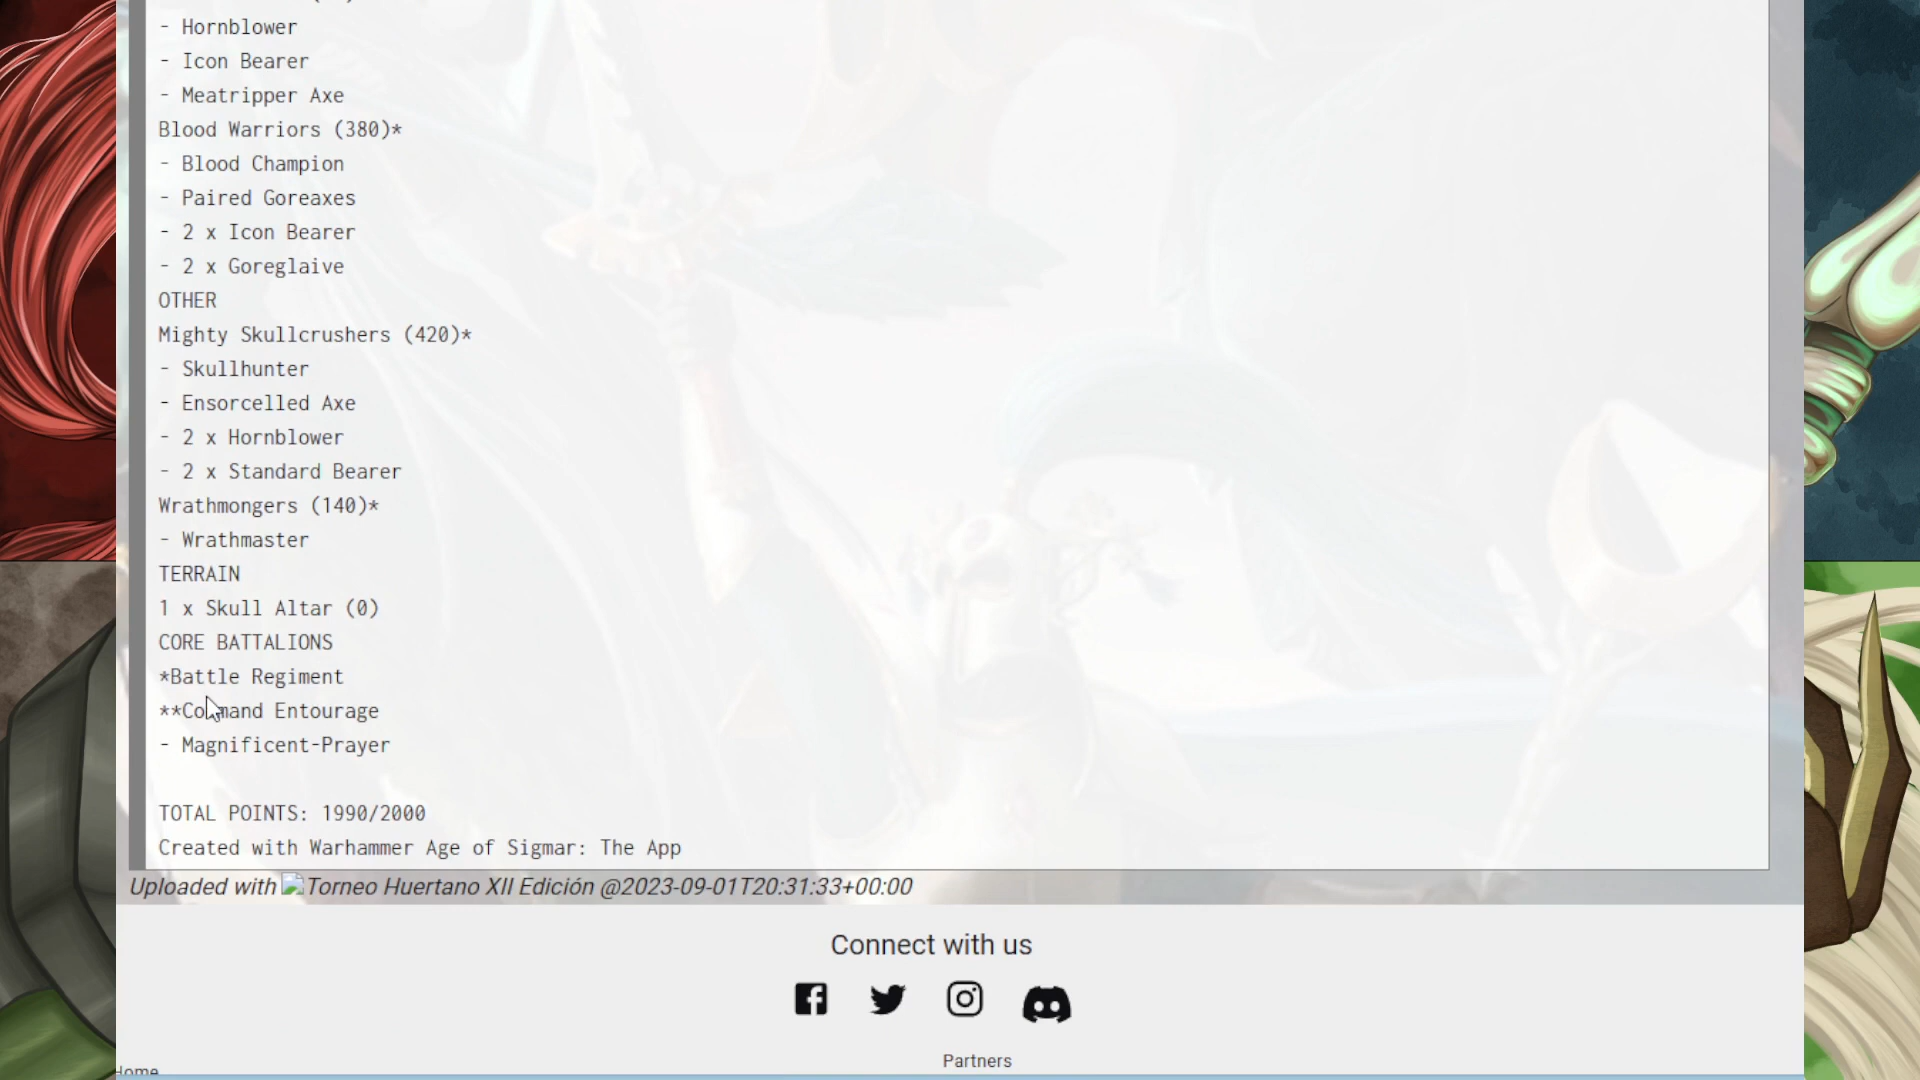 - Hornblower
- Icon Bearer
- Meatripper Axe
Blood Warriors (380)*
- Blood Champion
- Paired Goreaxes
- 2 x Icon Bearer
- 2 x Goreglaive
OTHER
Mighty Skullcrushers (420)*
- Skullhunter
- Ensorcelled Axe
- 2 x Hornblower
- 2 x Standard Bearer
Wrathmongers (140)*
- Wrathmaster
TERRAIN
1 x Skull Altar (0)
CORE BATTALIONS
*Battle Regiment
**Command Entourage
- Magnificent-Prayer
TOTAL POINTS: 1990/2000
Created with Warhammer Age of Sigmar: The App
Uploaded with Torneo Huertano XII Edición @2023-09-01T20:31:33+00:00
Connect with us
Partners
Home